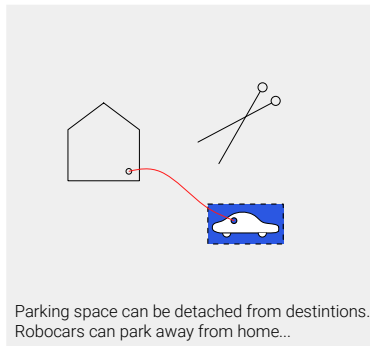 Parking space can be detached from destintions.
Robocars can park away from home...